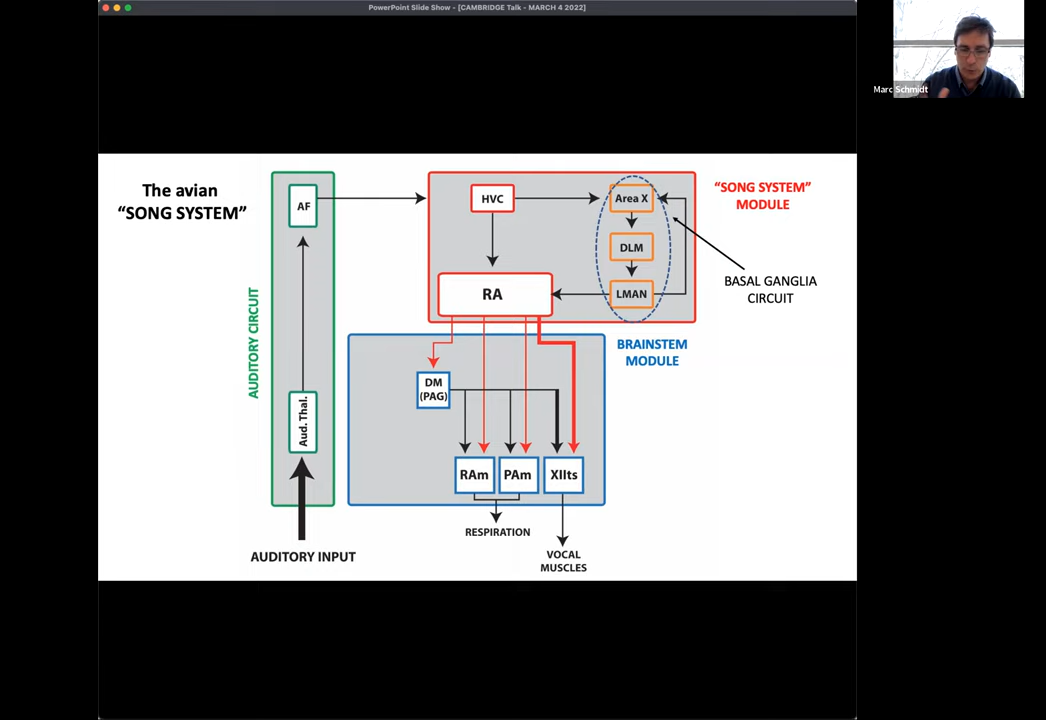 PowerPoint Slide Show - [CAMBRIDGE Talk - MARCH 4 2022]
Marc Schmidt
The avian
“SONG SYSTEM”
AUDITORY CIRCUIT
AF
Aud. Thal.
AUDITORY INPUT
HVC
Area X
DLM
LMAN
RA
“SONG SYSTEM”
MODULE
BASAL GANGLIA
CIRCUIT
BRAINSTEM
MODULE
DM
(PAG)
RAm
PAm
XIIts
RESPIRATION
VOCAL
MUSCLES